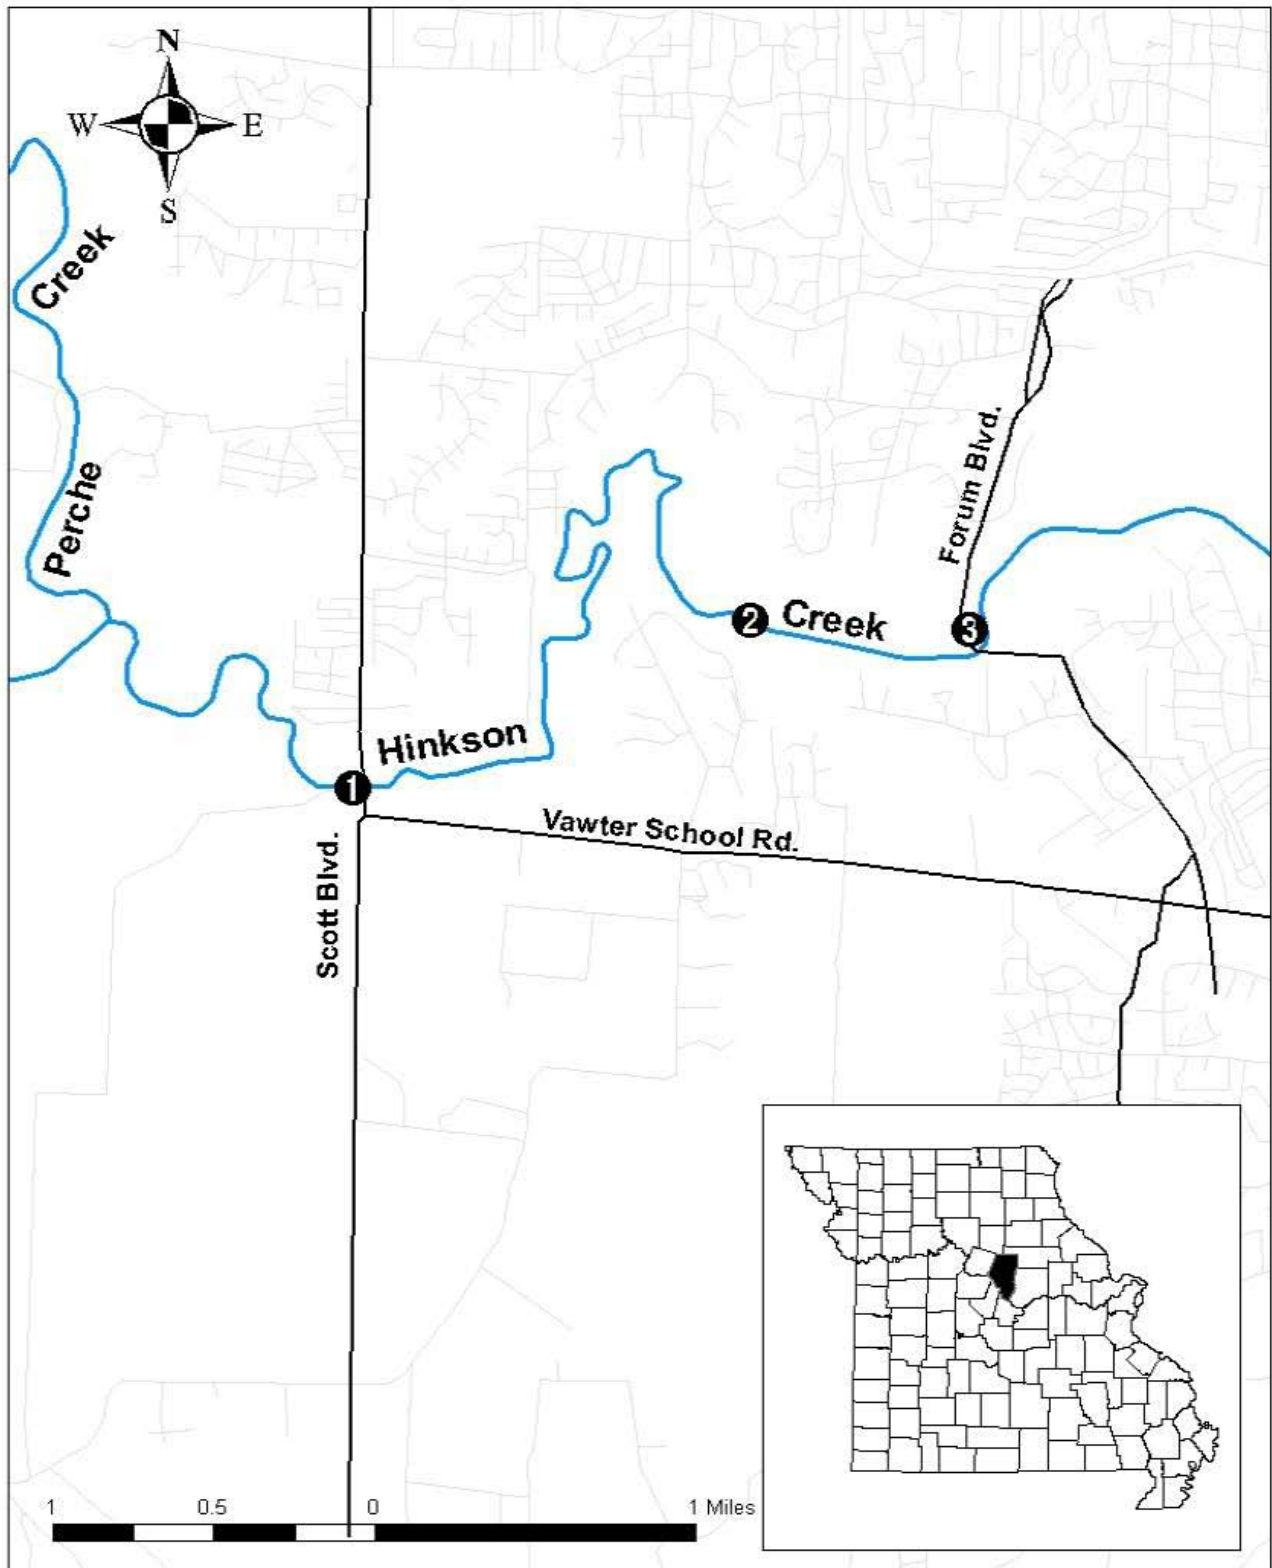 N
W E
S
Creek
Perche
Forum Blvd.
2
Creek
3
Hinkson
1
Vawter School Rd.
Scott Blvd.
1 0.5 0 1 Miles